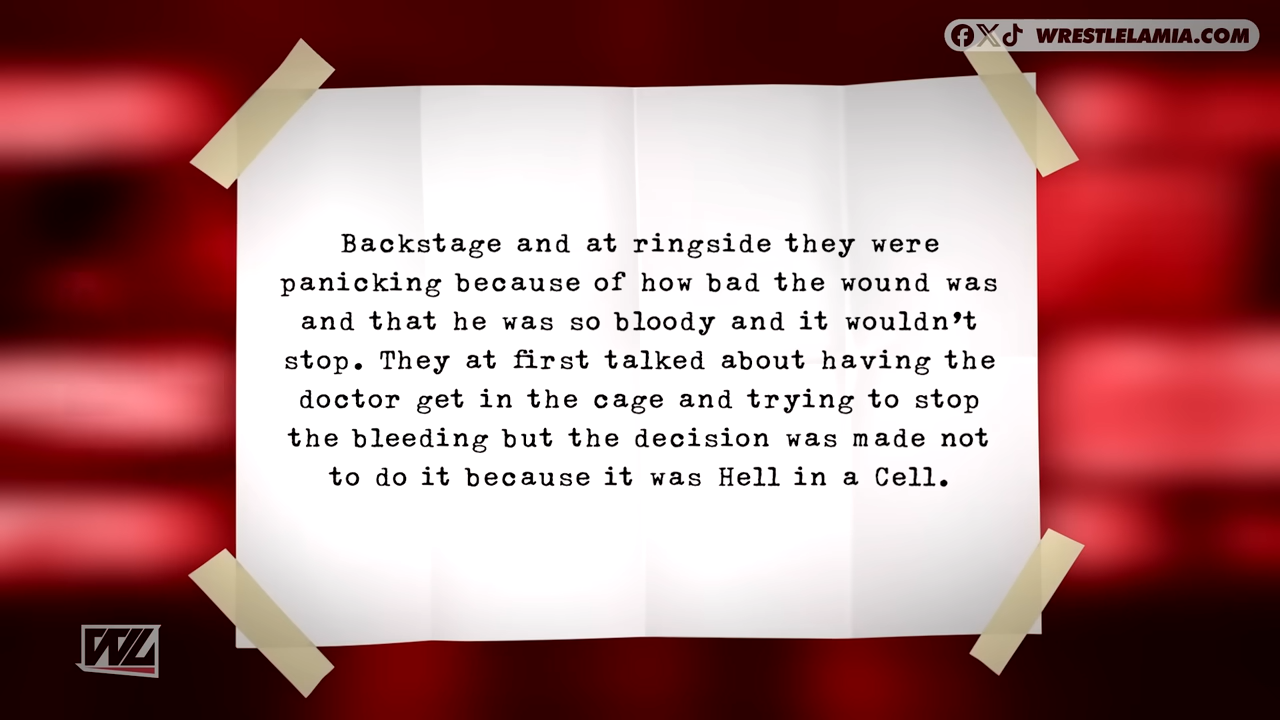 WRESTLELAMIA.COM
Backstage and at ringside they were
panicking because of how bad the wound was
and that he was so bloody and it wouldn't
stop. They at first talked about having the
doctor get in the cage and trying to stop
the bleeding but the decision was made not
to do it because it was Hell in a Cell.
WL